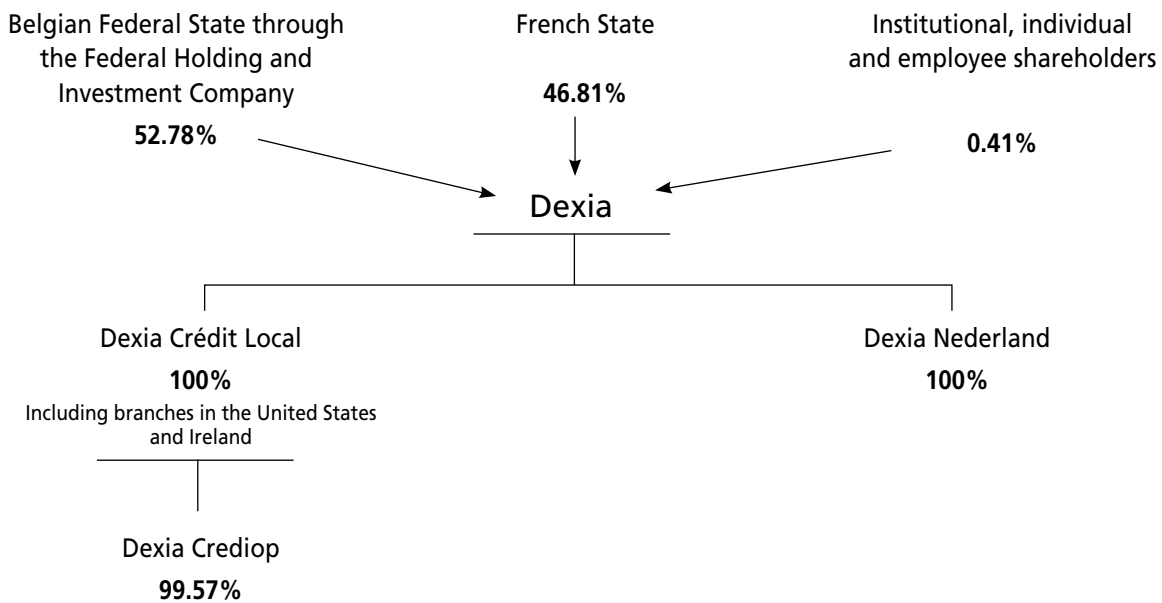 Belgian Federal State through
the Federal Holding and
Investment Company
52.78%
French State
46.81%
Institutional, individual
and employee shareholders
0.41%
Dexia
Dexia Crédit Local
100%
Including branches in the United States
and Ireland
Dexia Nederland
100%
Dexia Crediop
99.57%